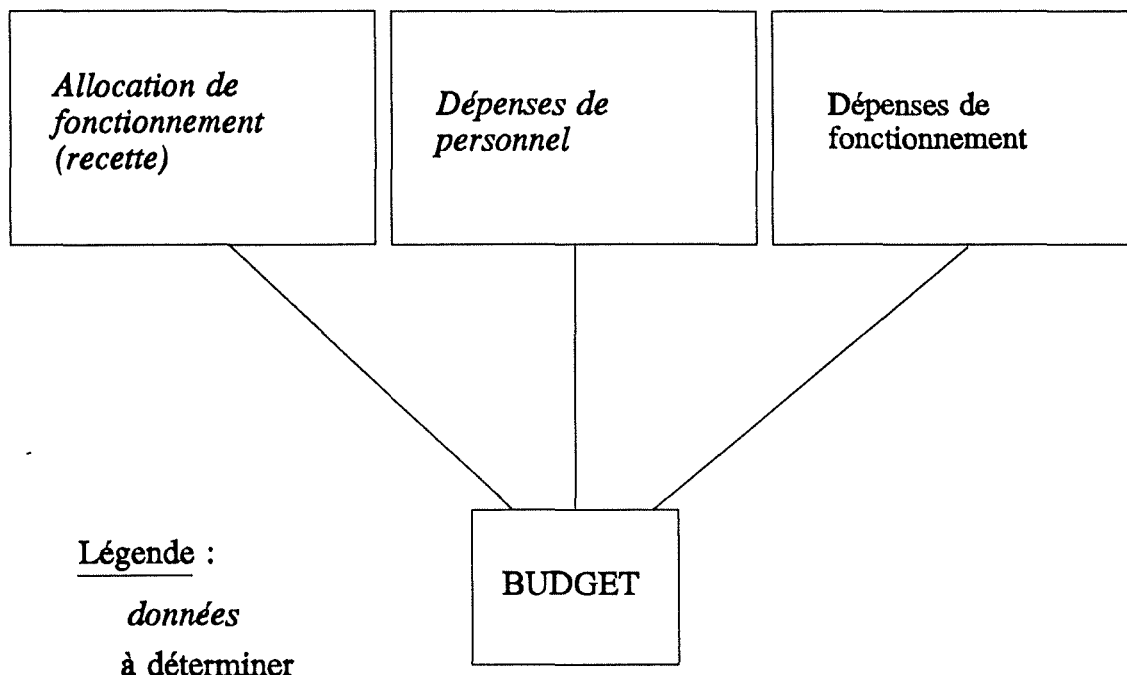 Allocation de
fonctionnement
(recette)
Dépenses de
personnel
Dépenses de
fonctionnement
BUDGET
Légende :
données
à déterminer